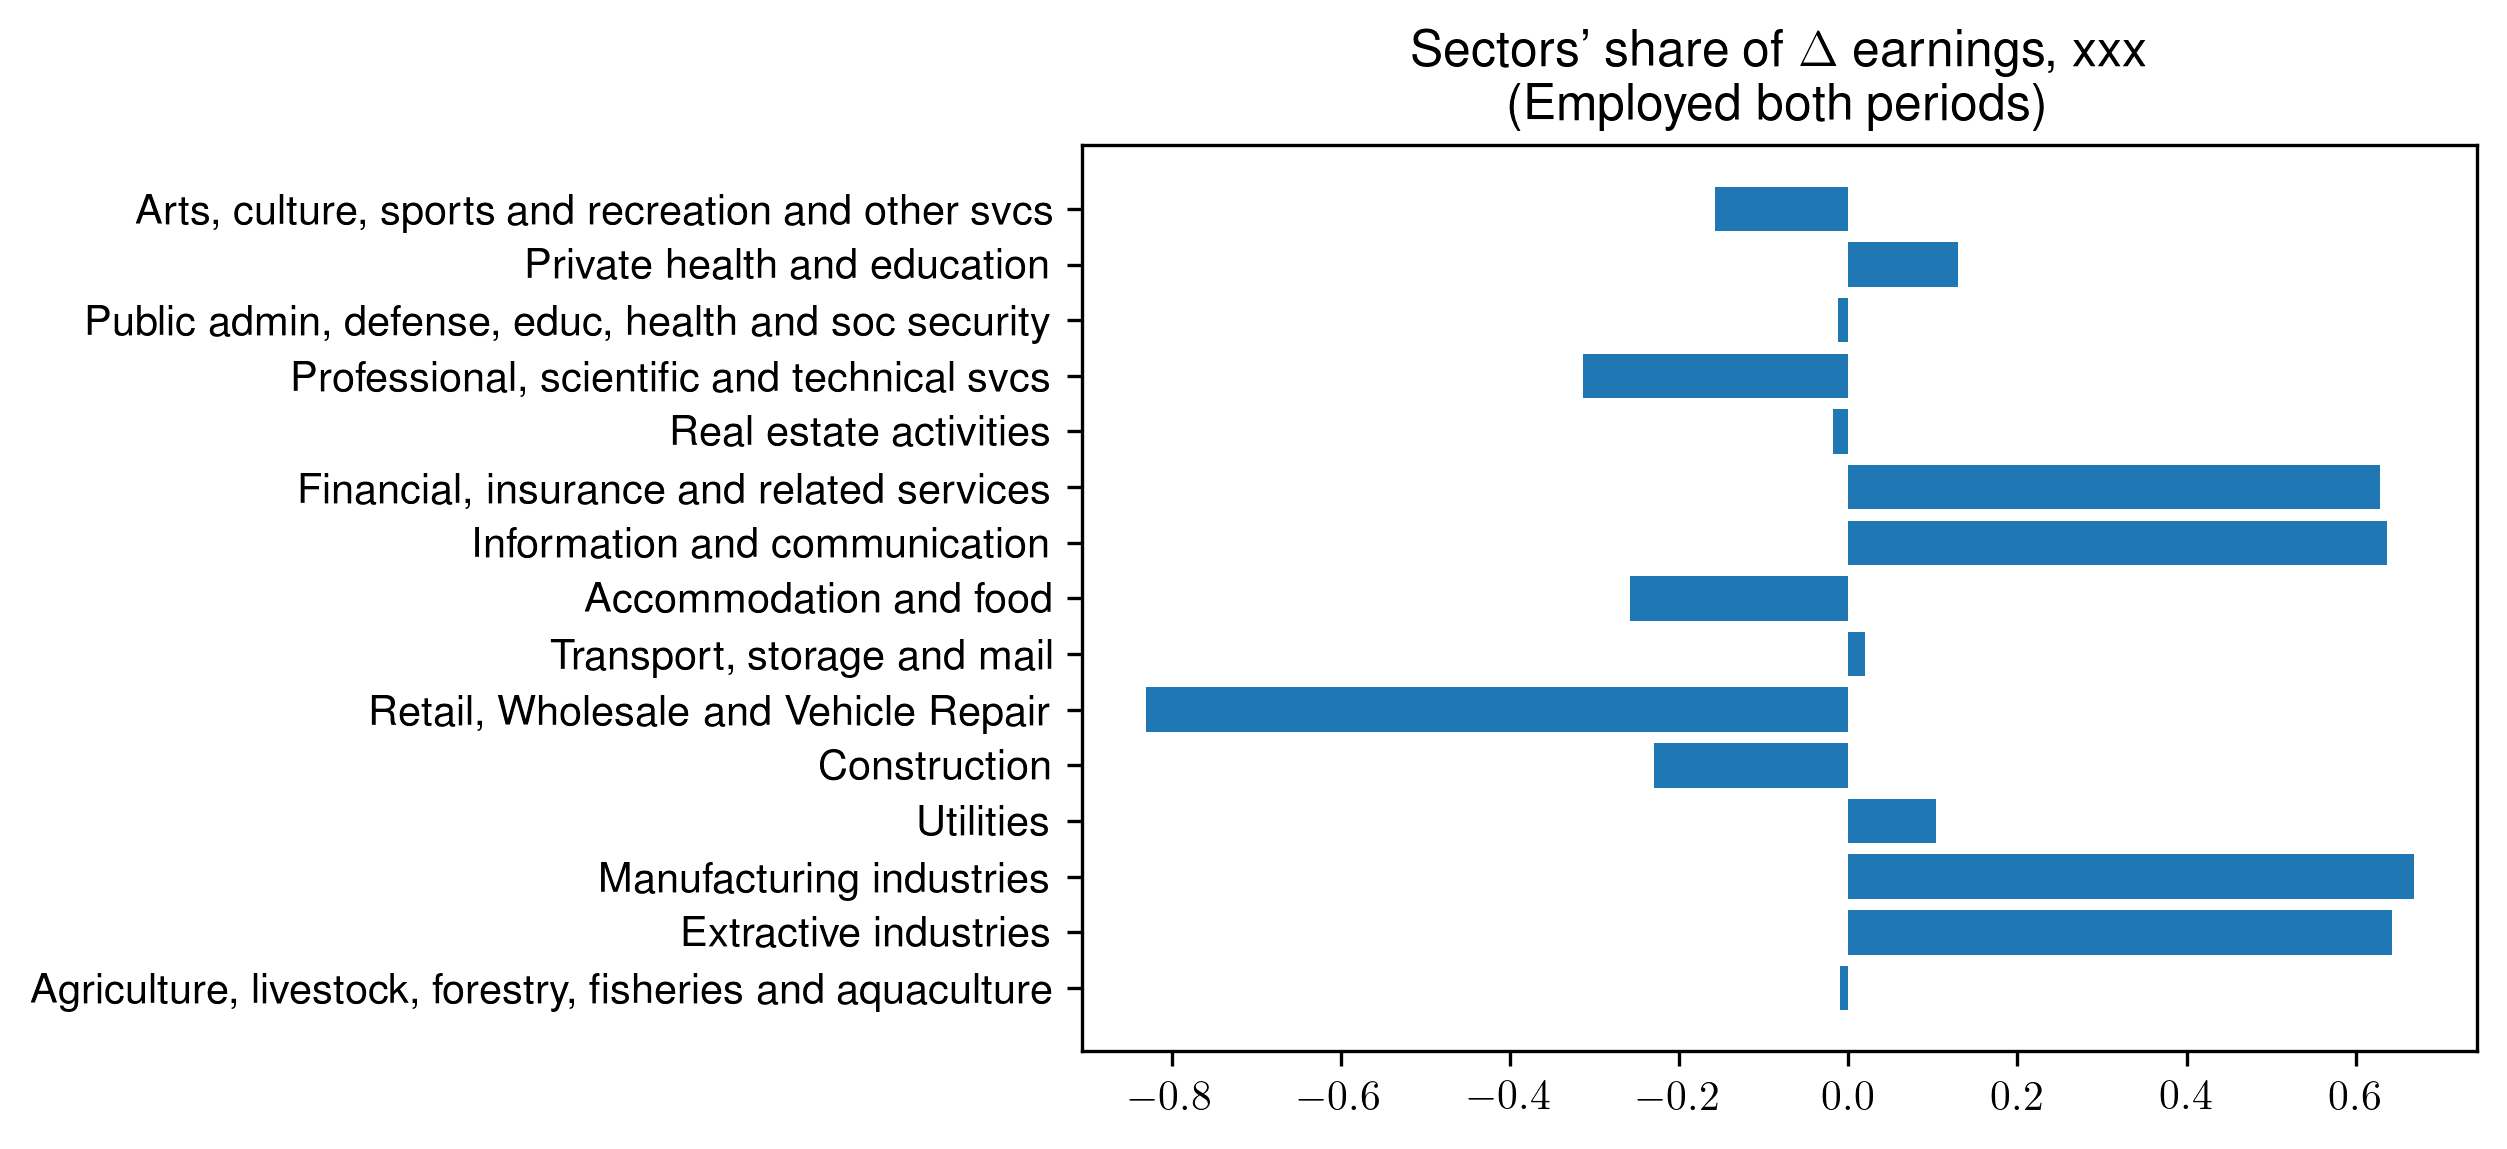 Sectors’ share of Δ earnings, xxx
(Employed both periods)
Arts, culture, sports and recreation and other svcs
Private health and education
Public admin, defense, educ, health and soc security
Professional, scientific and technical svcs
Real estate activities
Financial, insurance and related services
Information and communication
Accommodation and food
Transport, storage and mail
Retail, Wholesale and Vehicle Repair
Construction
Utilities
Manufacturing industries
Extractive industries
Agriculture, livestock, forestry, fisheries and aquaculture
−0.8 −0.6 −0.4 −0.2 0.0 0.2 0.4 0.6